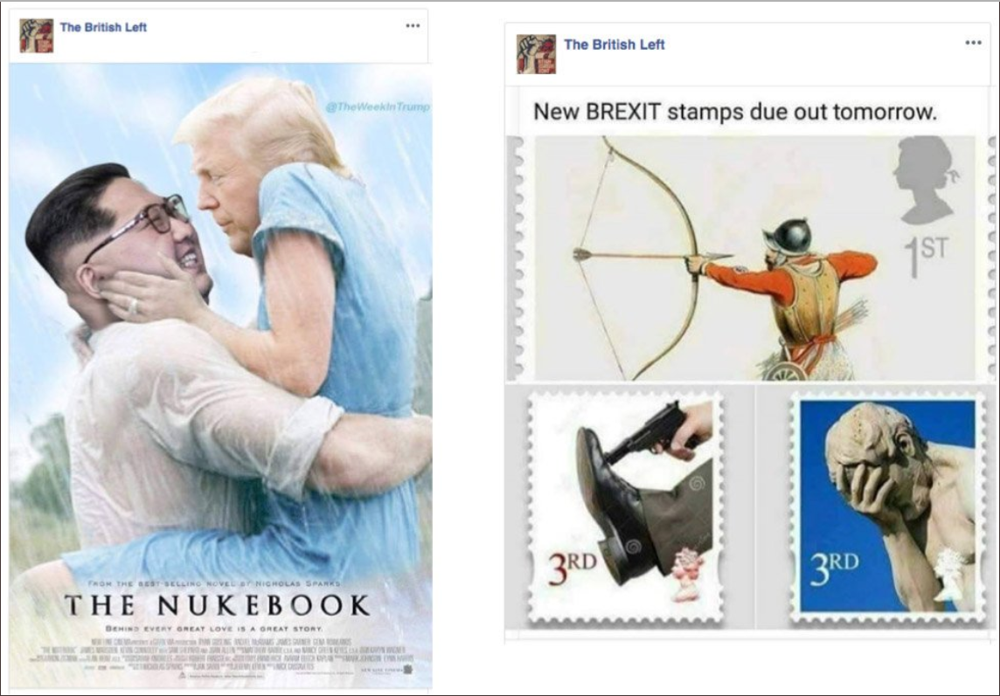 The British Left
@TheWeekInTrump
FROM THE BEST-SELLING NOVEL BY NICHOLAS SPARKS
THE NUKEBOOK
BEHIND EVERY GREAT LOVE IS A GREAT STORY.
The British Left
New BREXIT stamps due out tomorrow.
1ST
3RD
3RD